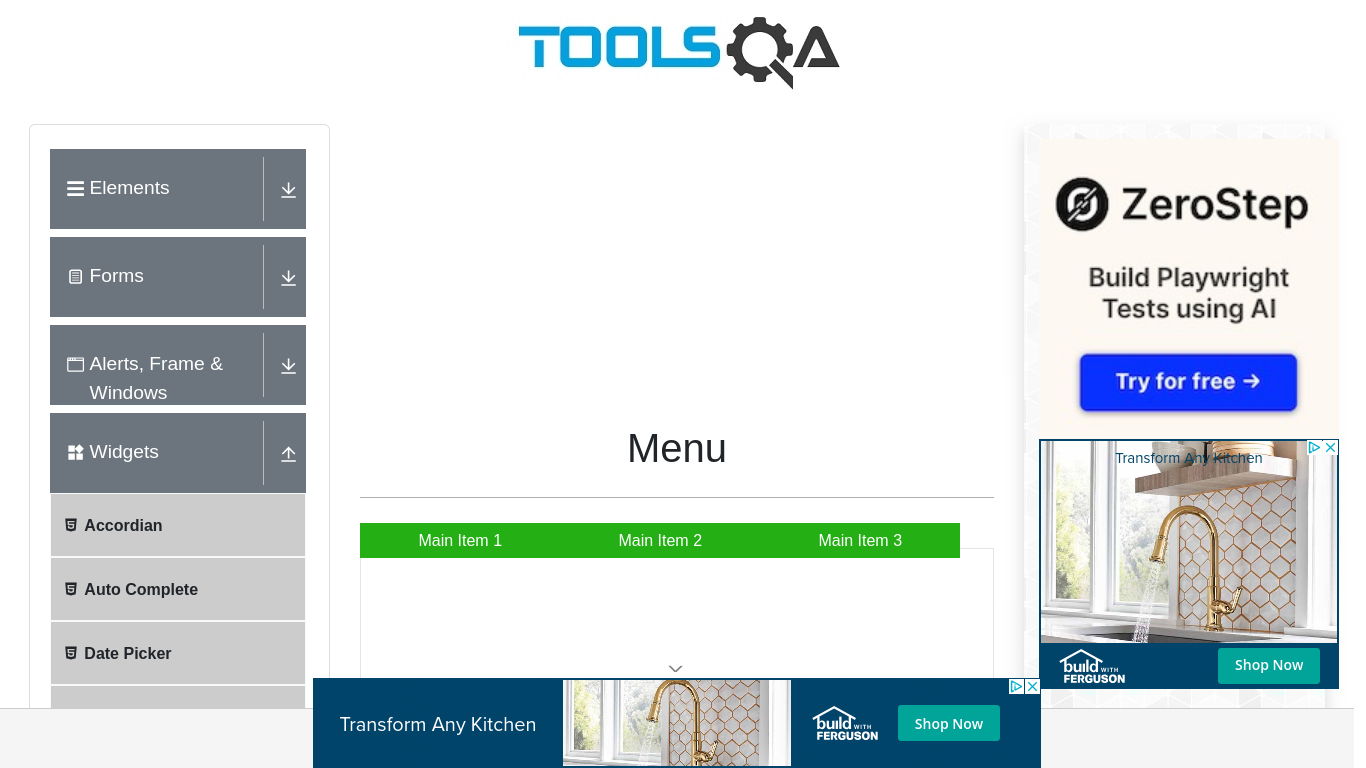 TOOLSQA
Elements
Forms
Alerts, Frame &
Windows
Widgets
Accordian
Auto Complete
Date Picker
Menu
Main Item 1
Main Item 2
Main Item 3
ZeroStep
Build Playwright
Tests using AI
Try for free →
Transform Any Kitchen
build WITH
FERGUSON
Shop Now
Transform Any Kitchen
build WITH
FERGUSON
Shop Now